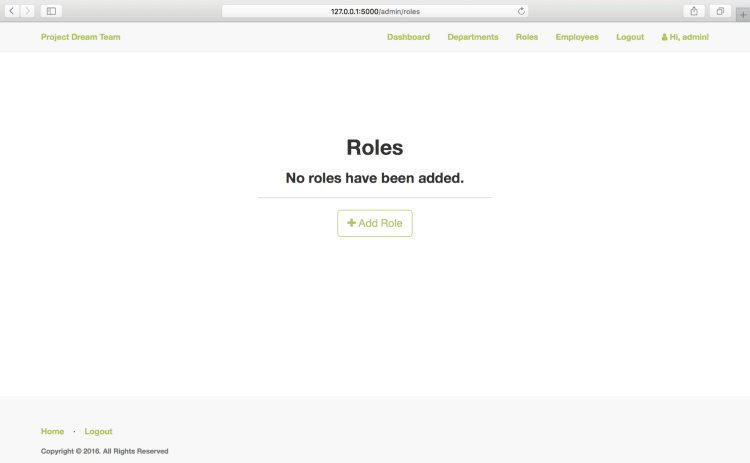 127.0.0.1:5000/admin/roles
Project Dream Team Dashboard Departments Roles Employees Logout Hi, admin!
Roles
No roles have been added.
Add Role
Home · Logout
Copyright © 2016. All Rights Reserved